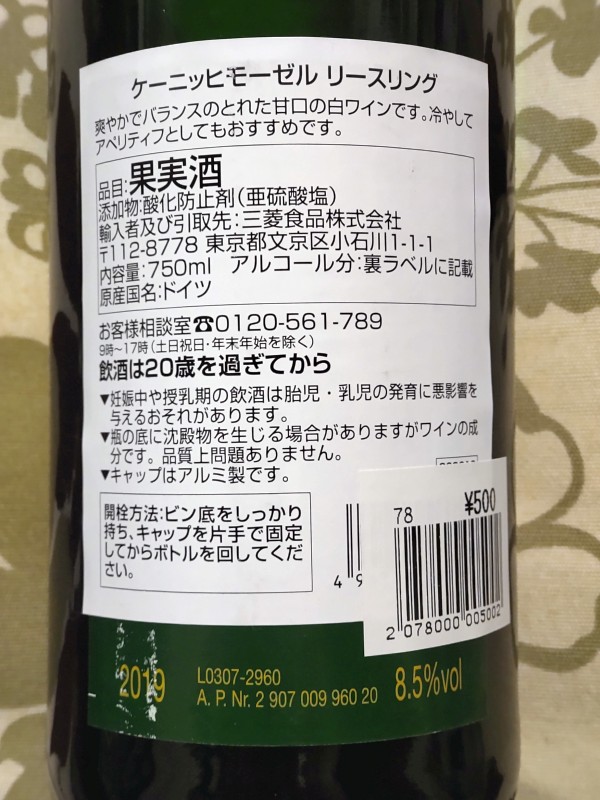 ケーニッヒモーゼル リースリング
爽やかでバランスのとれた甘口の白ワインです。冷やして
アペリティフとしてもおすすめです。
品目:果実酒
添加物:酸化防止剤(亜硫酸塩)
輸入者及び引取先:三菱食品株式会社
〒112-8778 東京都文京区小石川1-1-1
内容量:750ml アルコール分:裏ラベルに記載
原産国名:ドイツ
お客様相談室☎0120-561-789
9時〜17時(土日祝日・年末年始を除く)
飲酒は20歳を過ぎてから
▼妊娠中や授乳期の飲酒は胎児・乳児の発育に悪影響を
与えるおそれがあります。
▼瓶の底に沈殿物を生じる場合がありますがワインの成
分です。品質上問題ありません。
▼キャップはアルミ製です。
開栓方法:ビン底をしっかり
持ち、キャップを片手で固定
してからボトルを回してくだ
さい。
4 9
78 ¥500
2 078000 005002
2019
L0307-2960
A. P. Nr. 2 907 009 960 20
8.5%vol